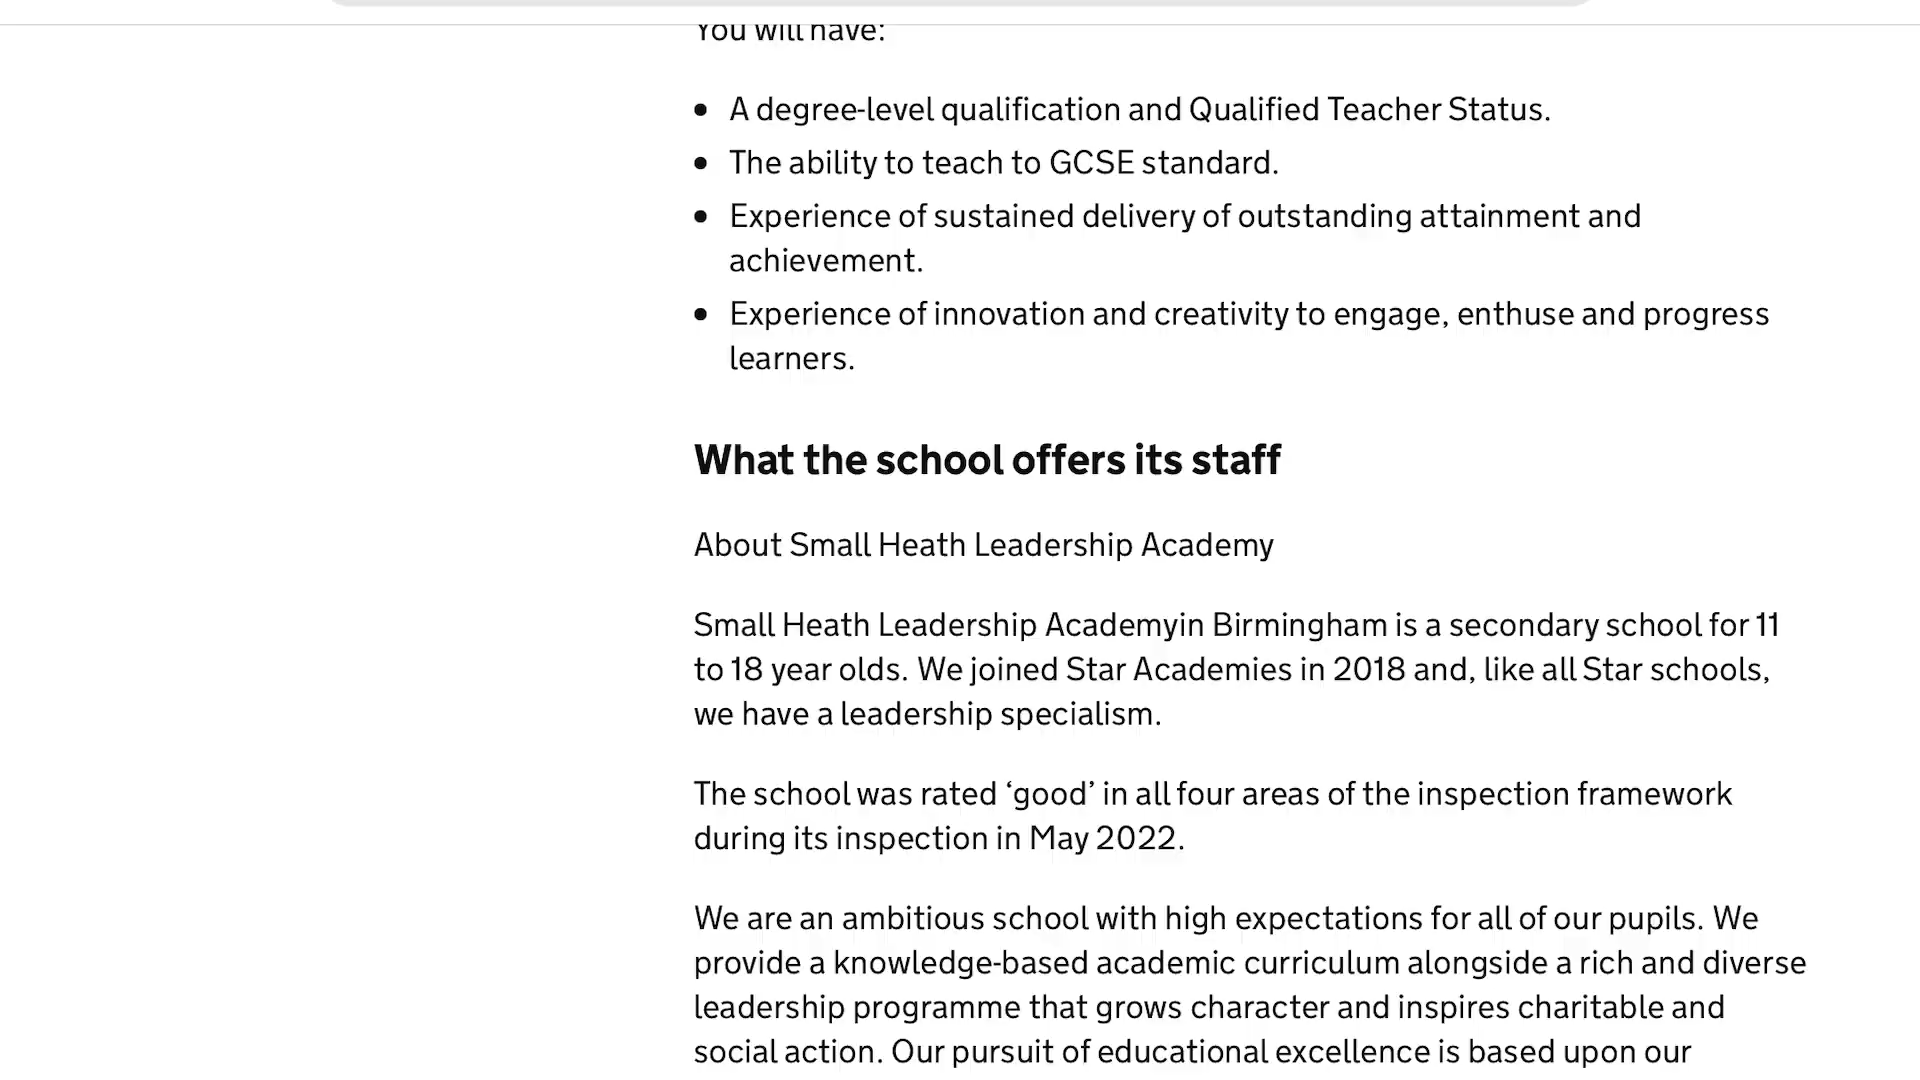 You will have:
• A degree-level qualification and Qualified Teacher Status.
• The ability to teach to GCSE standard.
• Experience of sustained delivery of outstanding attainment and
achievement.
• Experience of innovation and creativity to engage, enthuse and progress
learners.
What the school offers its staff
About Small Heath Leadership Academy
Small Heath Leadership Academyin Birmingham is a secondary school for 11
to 18 year olds. We joined Star Academies in 2018 and, like all Star schools,
we have a leadership specialism.
The school was rated ‘good’ in all four areas of the inspection framework
during its inspection in May 2022.
We are an ambitious school with high expectations for all of our pupils. We
provide a knowledge-based academic curriculum alongside a rich and diverse
leadership programme that grows character and inspires charitable and
social action. Our pursuit of educational excellence is based upon our